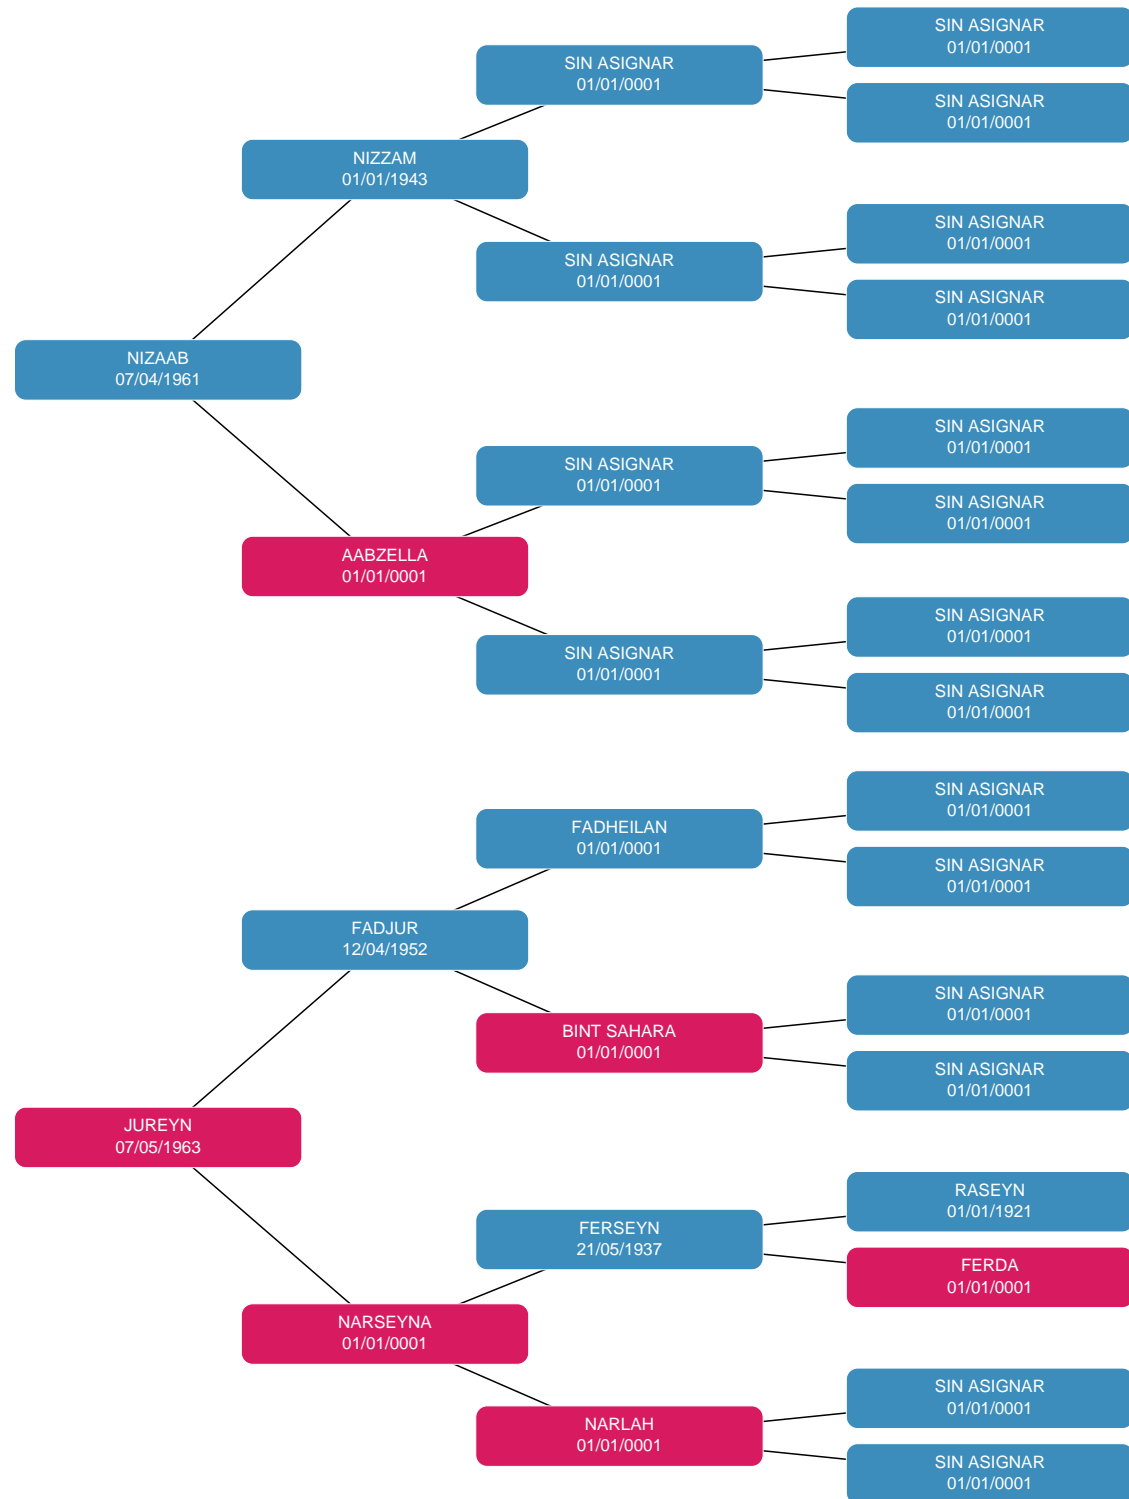 SIN ASIGNAR
01/01/0001
SIN ASIGNAR
01/01/0001
SIN ASIGNAR
01/01/0001
NIZZAM
01/01/1943
SIN ASIGNAR
01/01/0001
SIN ASIGNAR
01/01/0001
SIN ASIGNAR
01/01/0001
NIZAAB
07/04/1961
SIN ASIGNAR
01/01/0001
SIN ASIGNAR
01/01/0001
SIN ASIGNAR
01/01/0001
AABZELLA
01/01/0001
SIN ASIGNAR
01/01/0001
SIN ASIGNAR
01/01/0001
SIN ASIGNAR
01/01/0001
SIN ASIGNAR
01/01/0001
FADHEILAN
01/01/0001
SIN ASIGNAR
01/01/0001
FADJUR
12/04/1952
SIN ASIGNAR
01/01/0001
BINT SAHARA
01/01/0001
SIN ASIGNAR
01/01/0001
JUREYN
07/05/1963
RASEYN
01/01/1921
FERSEYN
21/05/1937
FERDA
01/01/0001
NARSEYNA
01/01/0001
SIN ASIGNAR
01/01/0001
NARLAH
01/01/0001
SIN ASIGNAR
01/01/0001